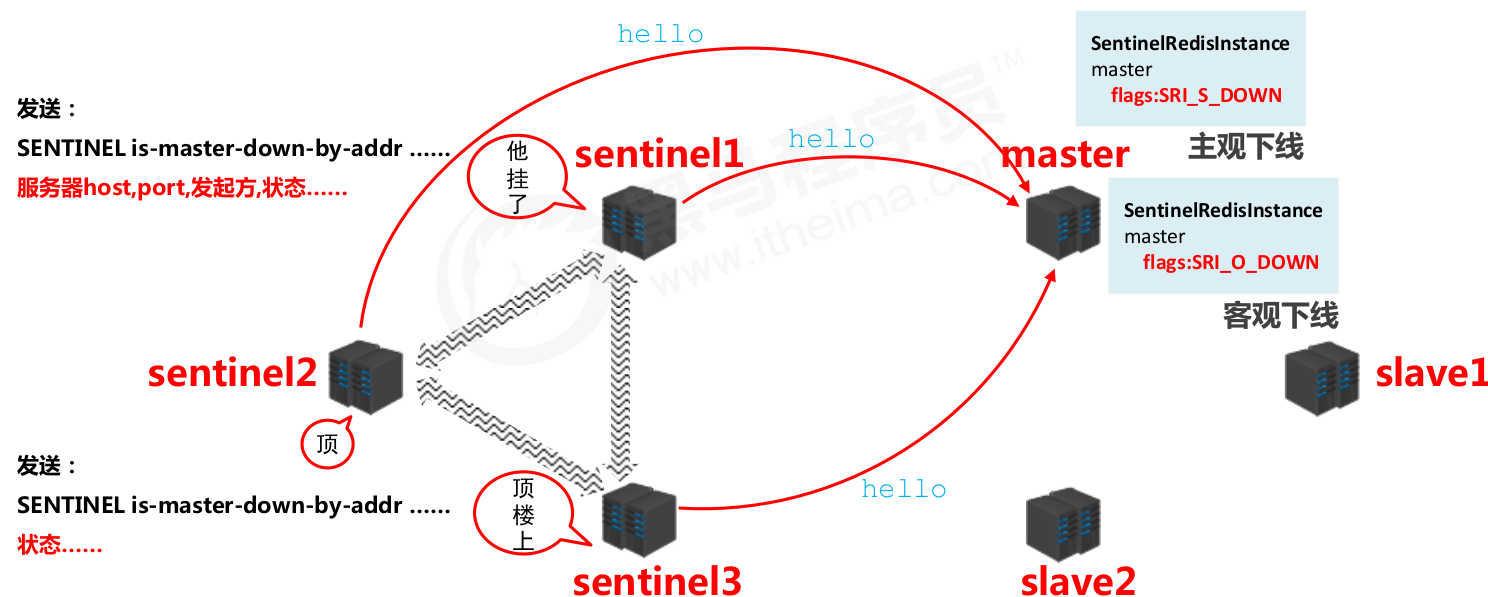 hello
SentinelRedisInstance
master
flags:SRI_S_DOWN
主观下线
发送：
SENTINEL is-master-down-by-addr ……
服务器host,port,发起方,状态……
他
挂
了
sentinel1
hello
master
SentinelRedisInstance
master
flags:SRI_O_DOWN
客观下线
黑马程序员TM
www.itheima.com
sentinel2
slave1
顶
发送：
SENTINEL is-master-down-by-addr ……
状态……
顶
楼
上
sentinel3
hello
slave2